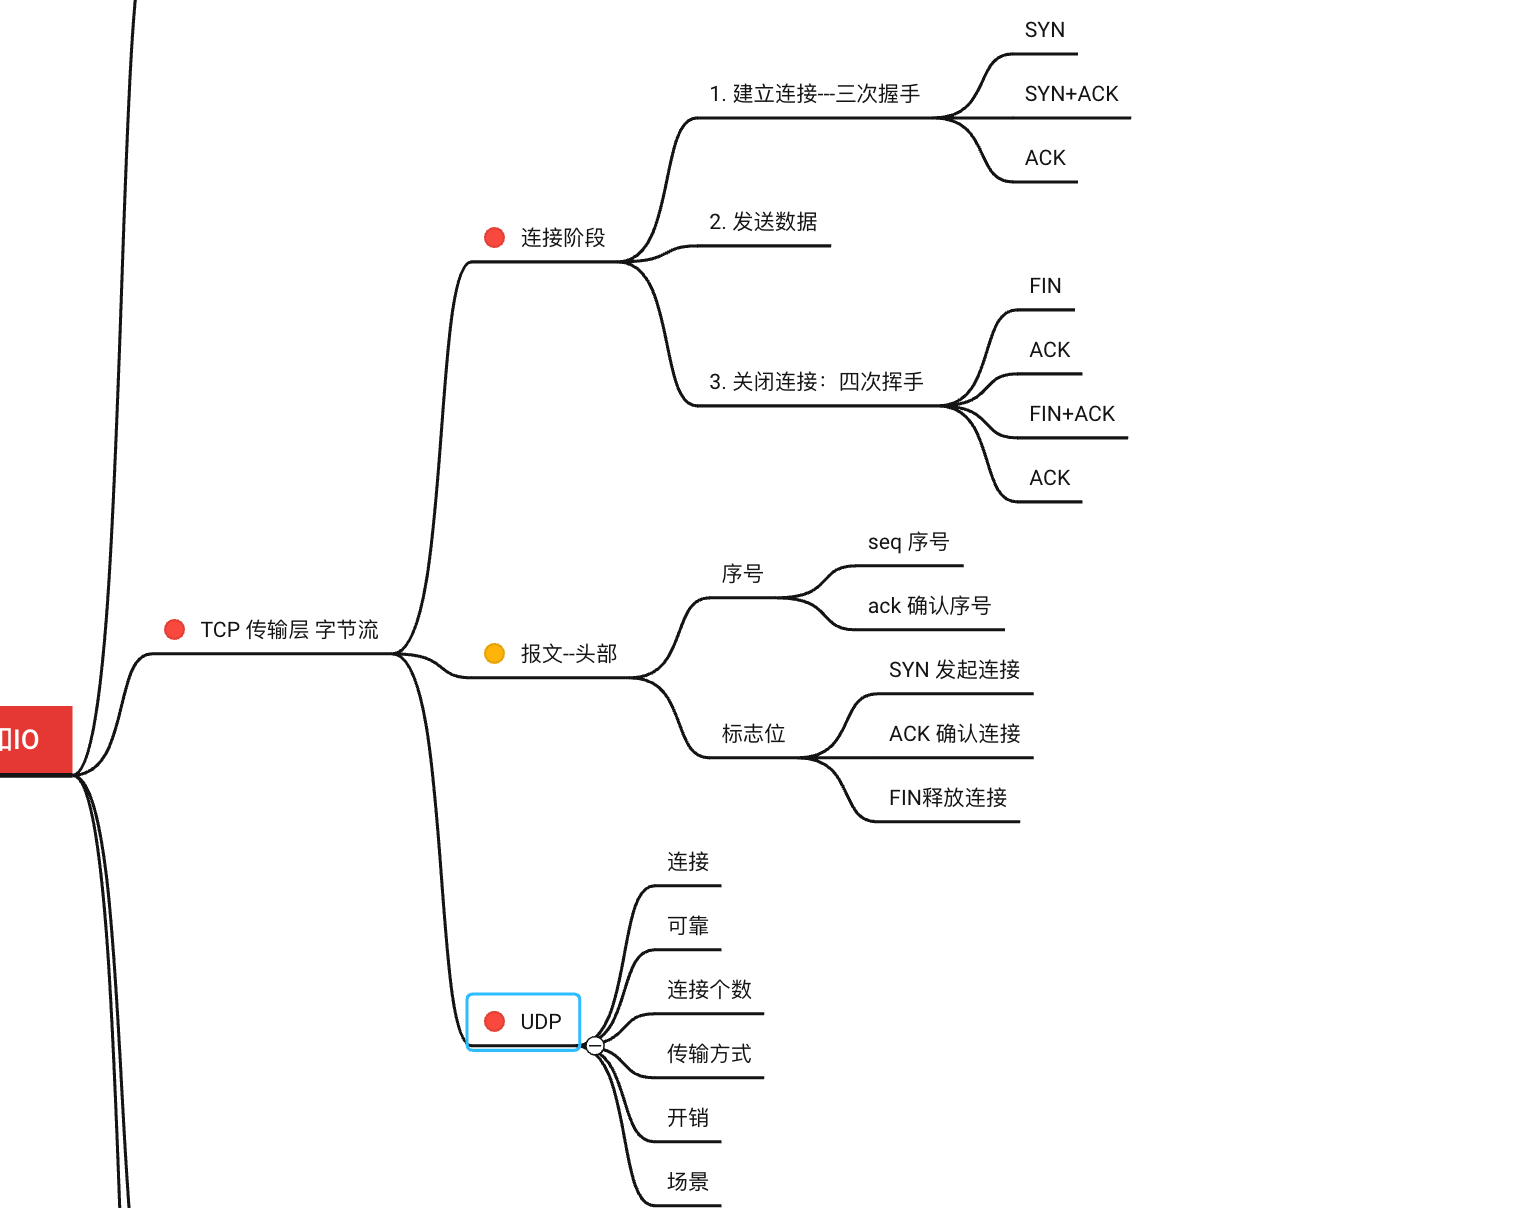 SYN
1. 建立连接---三次握手
SYN+ACK
ACK
2. 发送数据
连接阶段
FIN
ACK
3. 关闭连接：四次挥手
FIN+ACK
ACK
seq 序号
序号
ack 确认序号
TCP 传输层 字节流
报文--头部
SYN 发起连接
标志位
ACK 确认连接
FIN释放连接
IO
连接
可靠
连接个数
UDP
传输方式
开销
场景